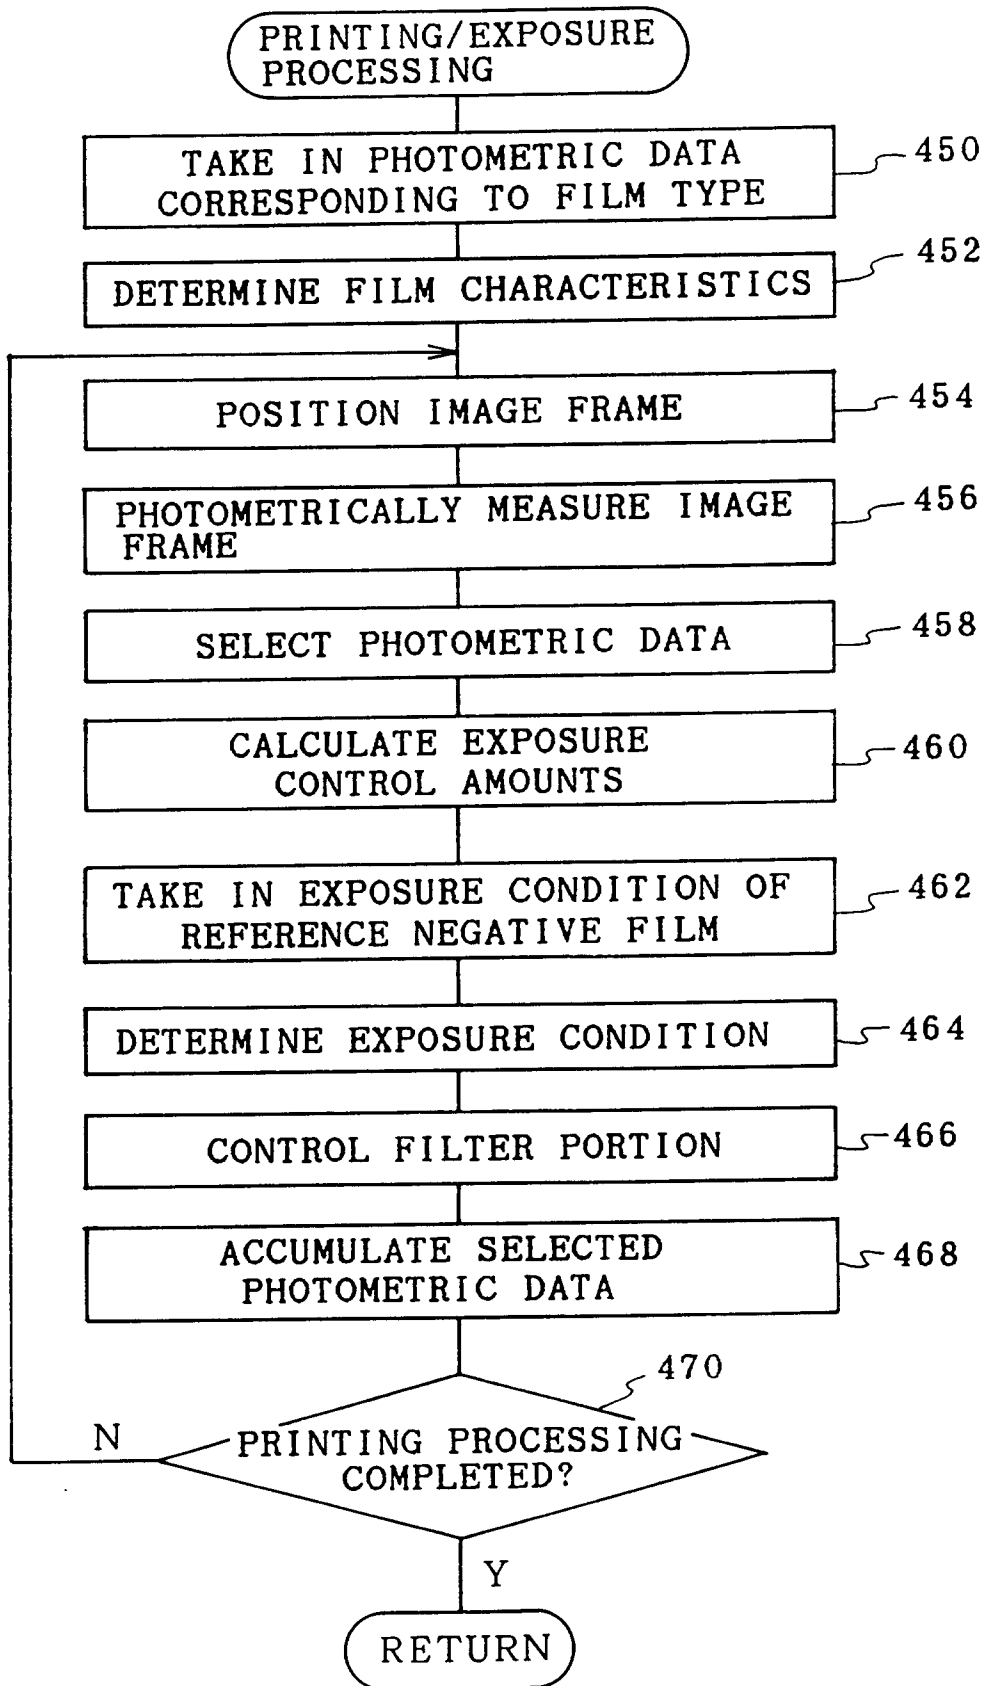 PRINTING/EXPOSURE
PROCESSING
TAKE IN PHOTOMETRIC DATA
CORRESPONDING TO FILM TYPE
450
DETERMINE FILM CHARACTERISTICS
452
POSITION IMAGE FRAME
454
PHOTOMETRICALLY MEASURE IMAGE
FRAME
456
SELECT PHOTOMETRIC DATA
458
CALCULATE EXPOSURE
CONTROL AMOUNTS
460
TAKE IN EXPOSURE CONDITION OF
REFERENCE NEGATIVE FILM
462
DETERMINE EXPOSURE CONDITION
464
CONTROL FILTER PORTION
466
ACCUMULATE SELECTED
PHOTOMETRIC DATA
468
470
N
PRINTING PROCESSING
COMPLETED?
Y
RETURN